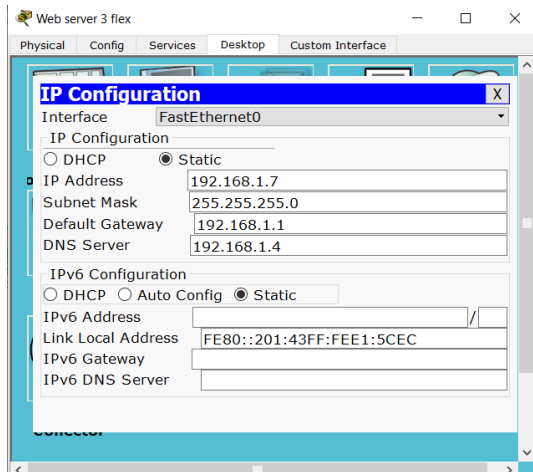 Web server 3 flex
Physical Config Services Desktop Custom Interface
IP Configuration X
Interface FastEthernet0
IP Configuration
DHCP Static
IP Address 192.168.1.7
Subnet Mask 255.255.255.0
Default Gateway 192.168.1.1
DNS Server 192.168.1.4
IPv6 Configuration
DHCP Auto Config Static
IPv6 Address /
Link Local Address FE80::201:43FF:FEE1:5CEC
IPv6 Gateway
IPv6 DNS Server
Collector